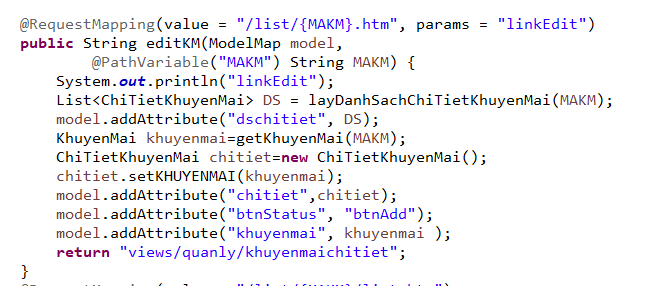 @RequestMapping(value = "/list/{MAKM}.htm", params = "linkEdit")
public String editKM(ModelMap model,
@PathVariable("MAKM") String MAKM) {
System.out.println("linkEdit");
List<ChiTietKhuyenMai> DS = layDanhSachChiTietKhuyenMai(MAKM);
model.addAttribute("dschitiet", DS);
KhuyenMai khuyenmai=getKhuyenMai(MAKM);
ChiTietKhuyenMai chitiet=new ChiTietKhuyenMai();
chitiet.setKHUYENMAI(khuyenmai);
model.addAttribute("chitiet",chitiet);
model.addAttribute("btnStatus", "btnAdd");
model.addAttribute("khuyenmai", khuyenmai );
return "views/quanly/khuyenmaichitiet";
}